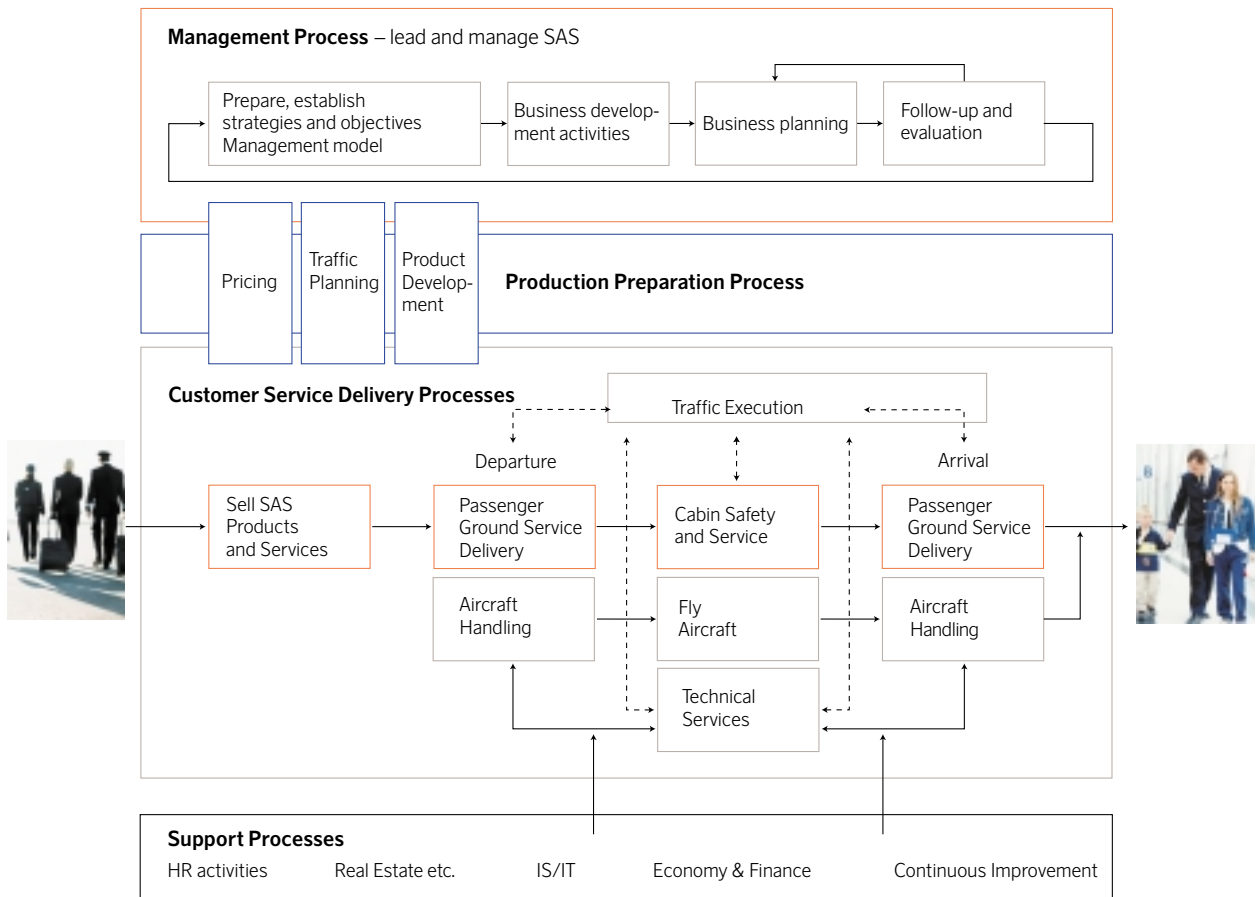 Management Process – lead and manage SAS
Prepare, establish
strategies and objectives
Management model
Business develop-
ment activities
Business planning
Follow-up and
evaluation
Pricing
Traffic
Planning
Product
Develop-
ment
Production Preparation Process
Customer Service Delivery Processes
Traffic Execution
Departure
Arrival
Sell SAS
Products
and Services
Passenger
Ground Service
Delivery
Cabin Safety
and Service
Passenger
Ground Service
Delivery
Aircraft
Handling
Fly
Aircraft
Aircraft
Handling
Technical
Services
Support Processes
HR activities Real Estate etc. IS/IT Economy & Finance Continuous Improvement